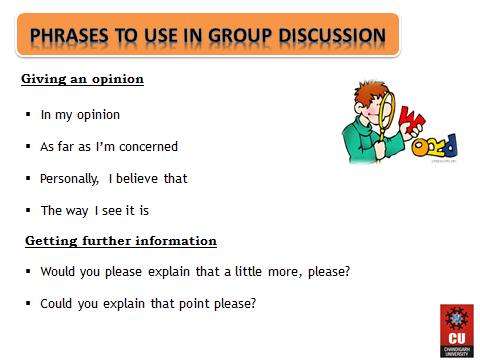 PHRASES TO USE IN GROUP DISCUSSION
Giving an opinion
▪ In my opinion
▪ As far as I'm concerned
▪ Personally, I believe that
▪ The way I see it is
Getting further information
▪ Would you please explain that a little more, please?
▪ Could you explain that point please?
WORD
CU
CHANDIGARH
UNIVERSITY